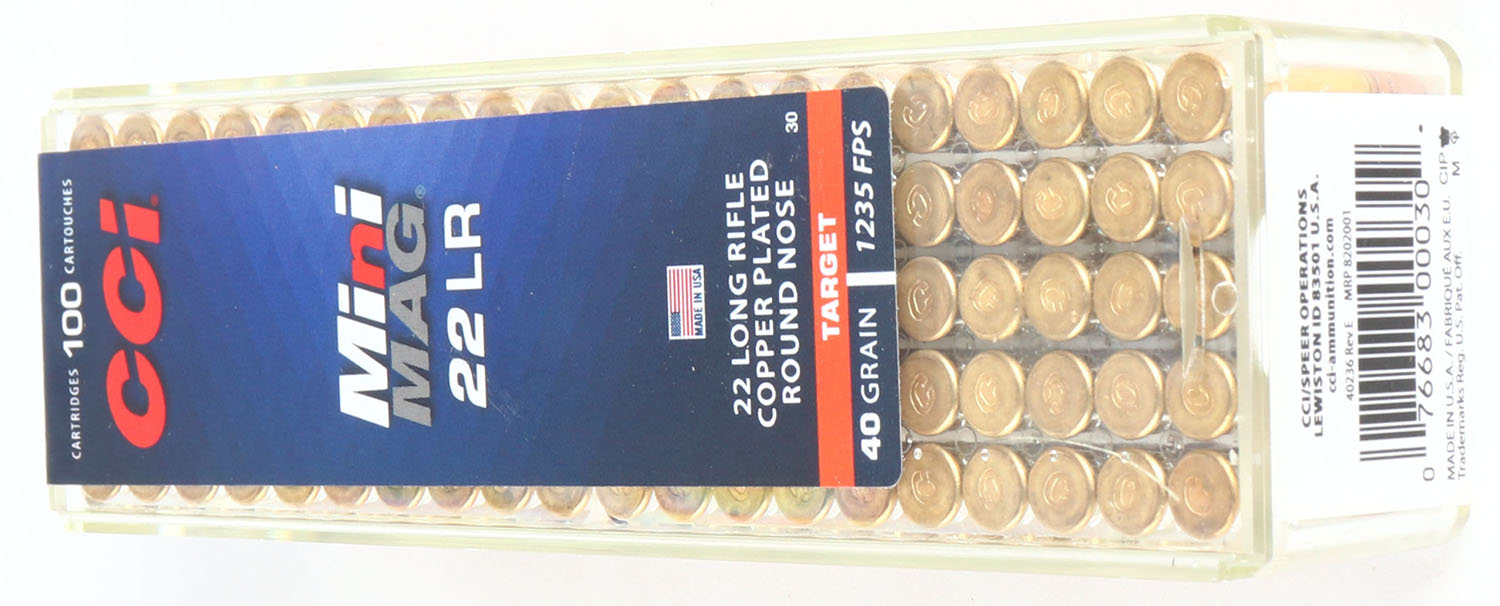 CARTRIDGES 100 CARTOUCHES
CCI
Mini
MAG®
22 LR
MADE IN USA
30
22 LONG RIFLE
COPPER PLATED
ROUND NOSE
TARGET
40 GRAIN 1235 FPS
CCI/SPEER OPERATIONS
LEWISTON ID 83501 U.S.A.
cci-ammunition.com
40236 Rev E MRP 8202001
0 76683 00030
MADE IN U.S.A. / FABRIQUÉ AUX E.U. CIP M
Trademarks Reg. U.S. Pat. Off.